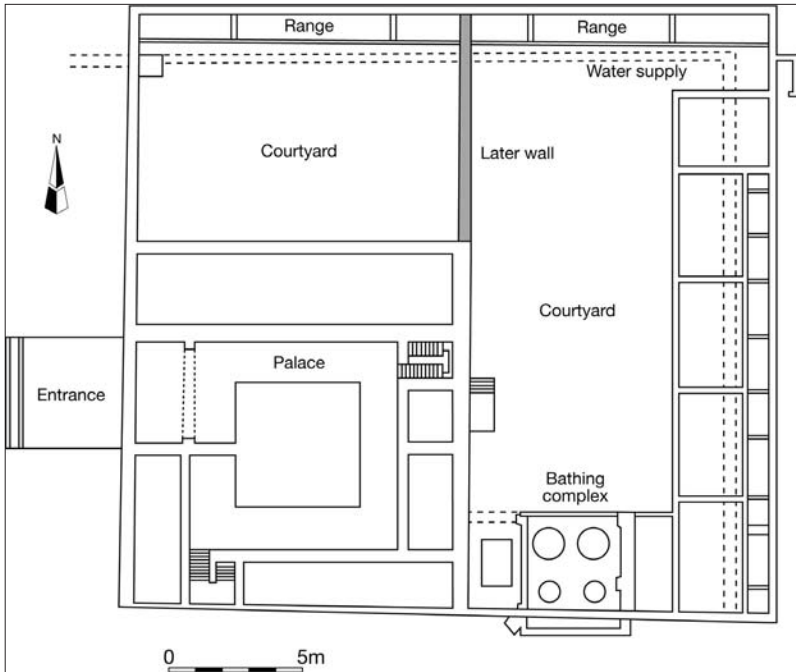 Range
Range
Water supply
N
Courtyard
Later wall
Courtyard
Palace
Entrance
Bathing
complex
0
5m